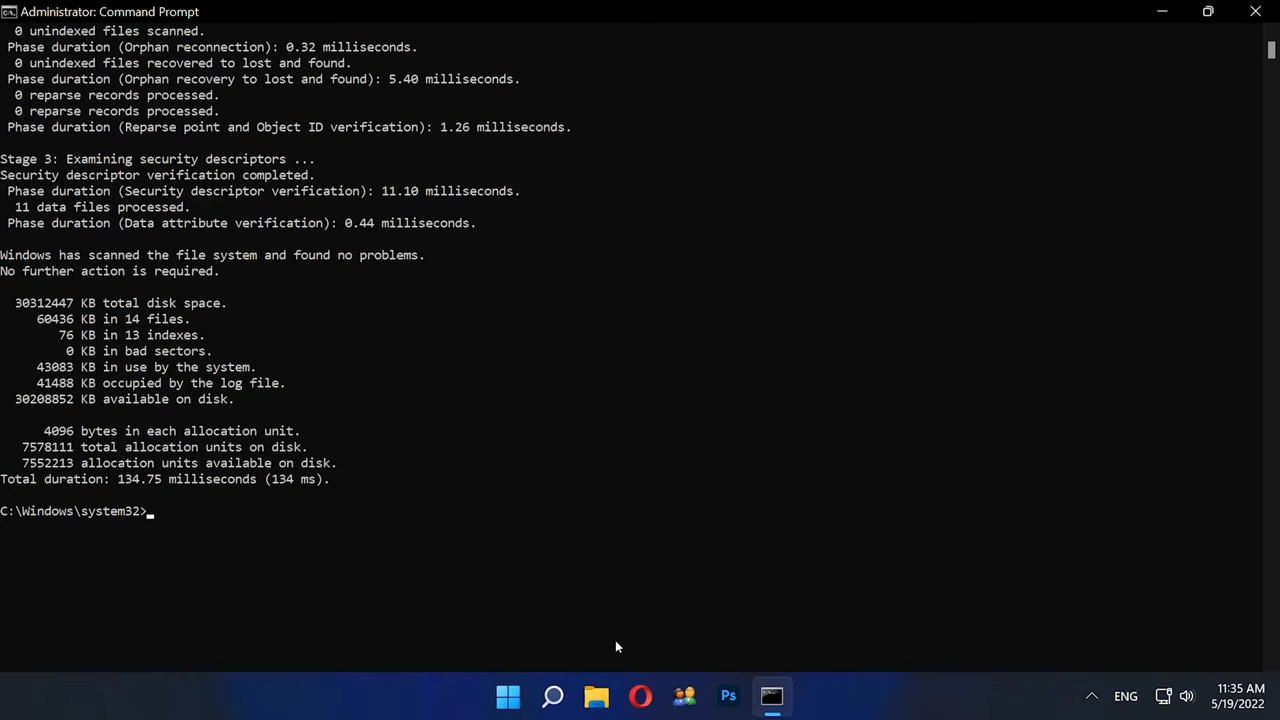 Administrator: Command Prompt
0 unindexed files scanned.
Phase duration (Orphan reconnection): 0.32 milliseconds.
0 unindexed files recovered to lost and found.
Phase duration (Orphan recovery to lost and found): 5.40 milliseconds.
0 reparse records processed.
0 reparse records processed.
Phase duration (Reparse point and Object ID verification): 1.26 milliseconds.
Stage 3: Examining security descriptors ...
Security descriptor verification completed.
Phase duration (Security descriptor verification): 11.10 milliseconds.
11 data files processed.
Phase duration (Data attribute verification): 0.44 milliseconds.
Windows has scanned the file system and found no problems.
No further action is required.
30312447 KB total disk space.
60436 KB in 14 files.
76 KB in 13 indexes.
0 KB in bad sectors.
43083 KB in use by the system.
41488 KB occupied by the log file.
30208852 KB available on disk.
4096 bytes in each allocation unit.
7578111 total allocation units on disk.
7552213 allocation units available on disk.
Total duration: 134.75 milliseconds (134 ms).
C:\Windows\system32>
Ps
ENG
11:35 AM
5/19/2022